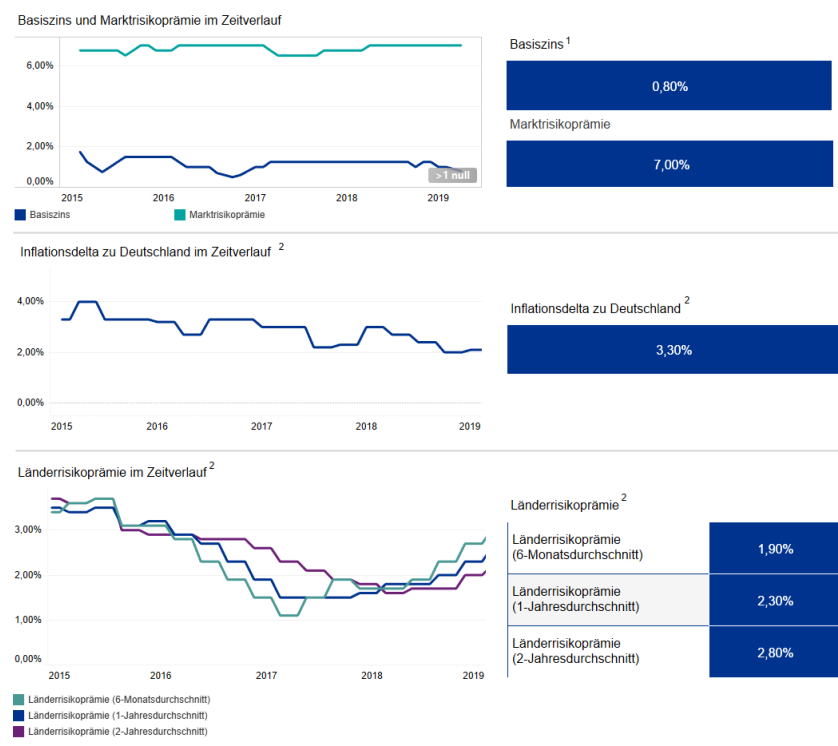 Basiszins und Marktrisikoprämie im Zeitverlauf
6,00%
4,00%
2,00%
0,00%
2015 2016 2017 2018 2019
>1 null
Basiszins Marktrisikoprämie
Basiszins 1
0,80%
Marktrisikoprämie
7,00%
Inflationsdelta zu Deutschland im Zeitverlauf 2
4,00%
2,00%
0,00%
2015 2016 2017 2018 2019
Inflationsdelta zu Deutschland 2
3,30%
Länderrisikoprämie im Zeitverlauf 2
3,00%
2,00%
1,00%
0,00%
2015 2016 2017 2018 2019
Länderrisikoprämie (6-Monatsdurchschnitt)
Länderrisikoprämie (1-Jahresdurchschnitt)
Länderrisikoprämie (2-Jahresdurchschnitt)
Länderrisikoprämie 2
Länderrisikoprämie
(6-Monatsdurchschnitt) 1,90%
Länderrisikoprämie
(1-Jahresdurchschnitt) 2,30%
Länderrisikoprämie
(2-Jahresdurchschnitt) 2,80%